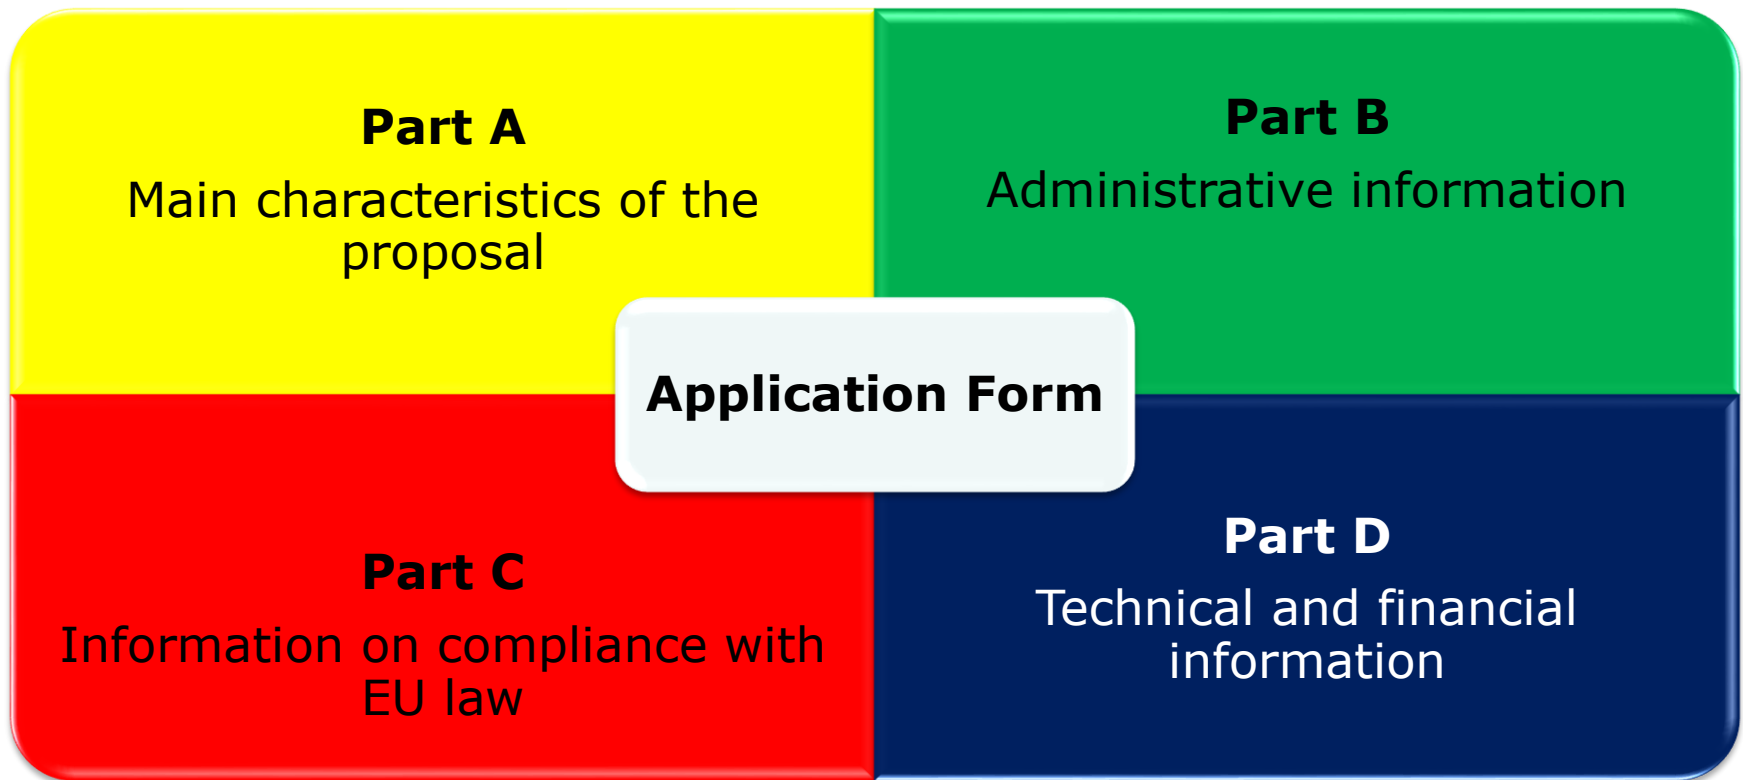 Part A
Main characteristics of the
proposal
Part B
Administrative information
Application Form
Part C
Information on compliance with
EU law
Part D
Technical and financial
information